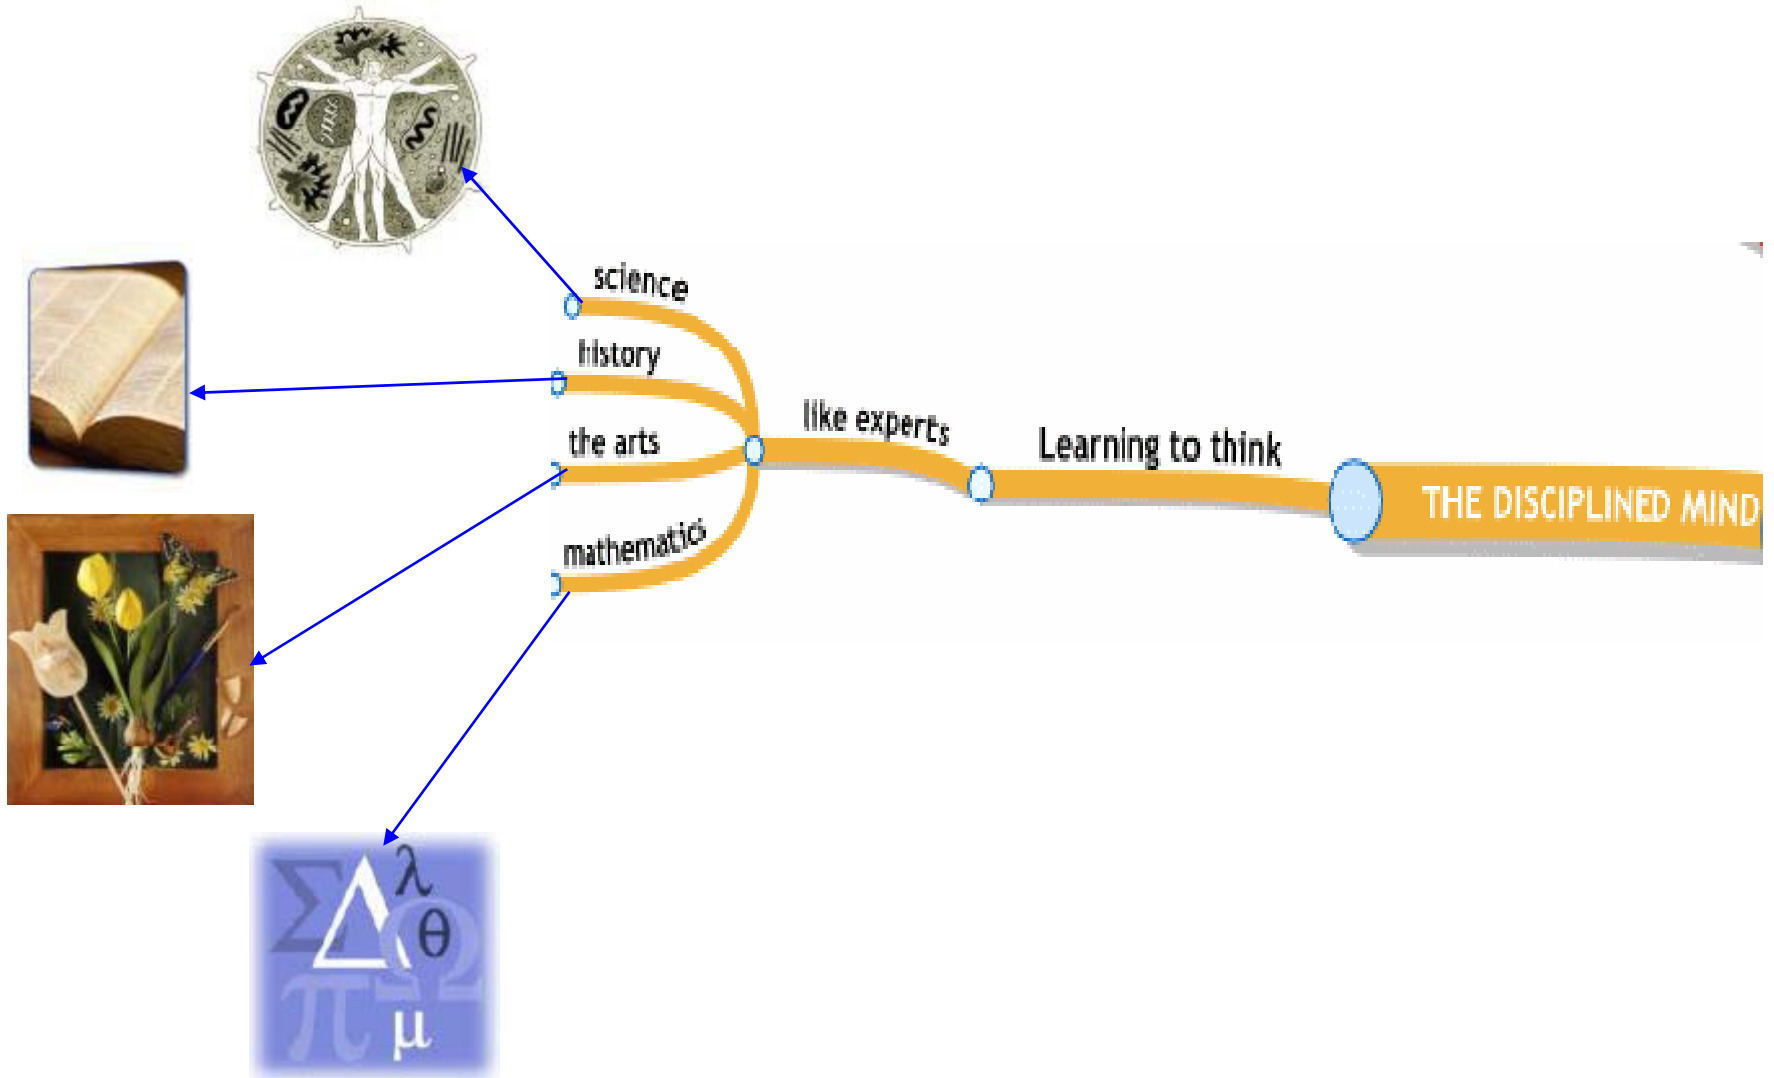 science
history
the arts
mathematics
like experts
Learning to think
THE DISCIPLINED MIND
Σ Δ λ
Ω θ
π μ